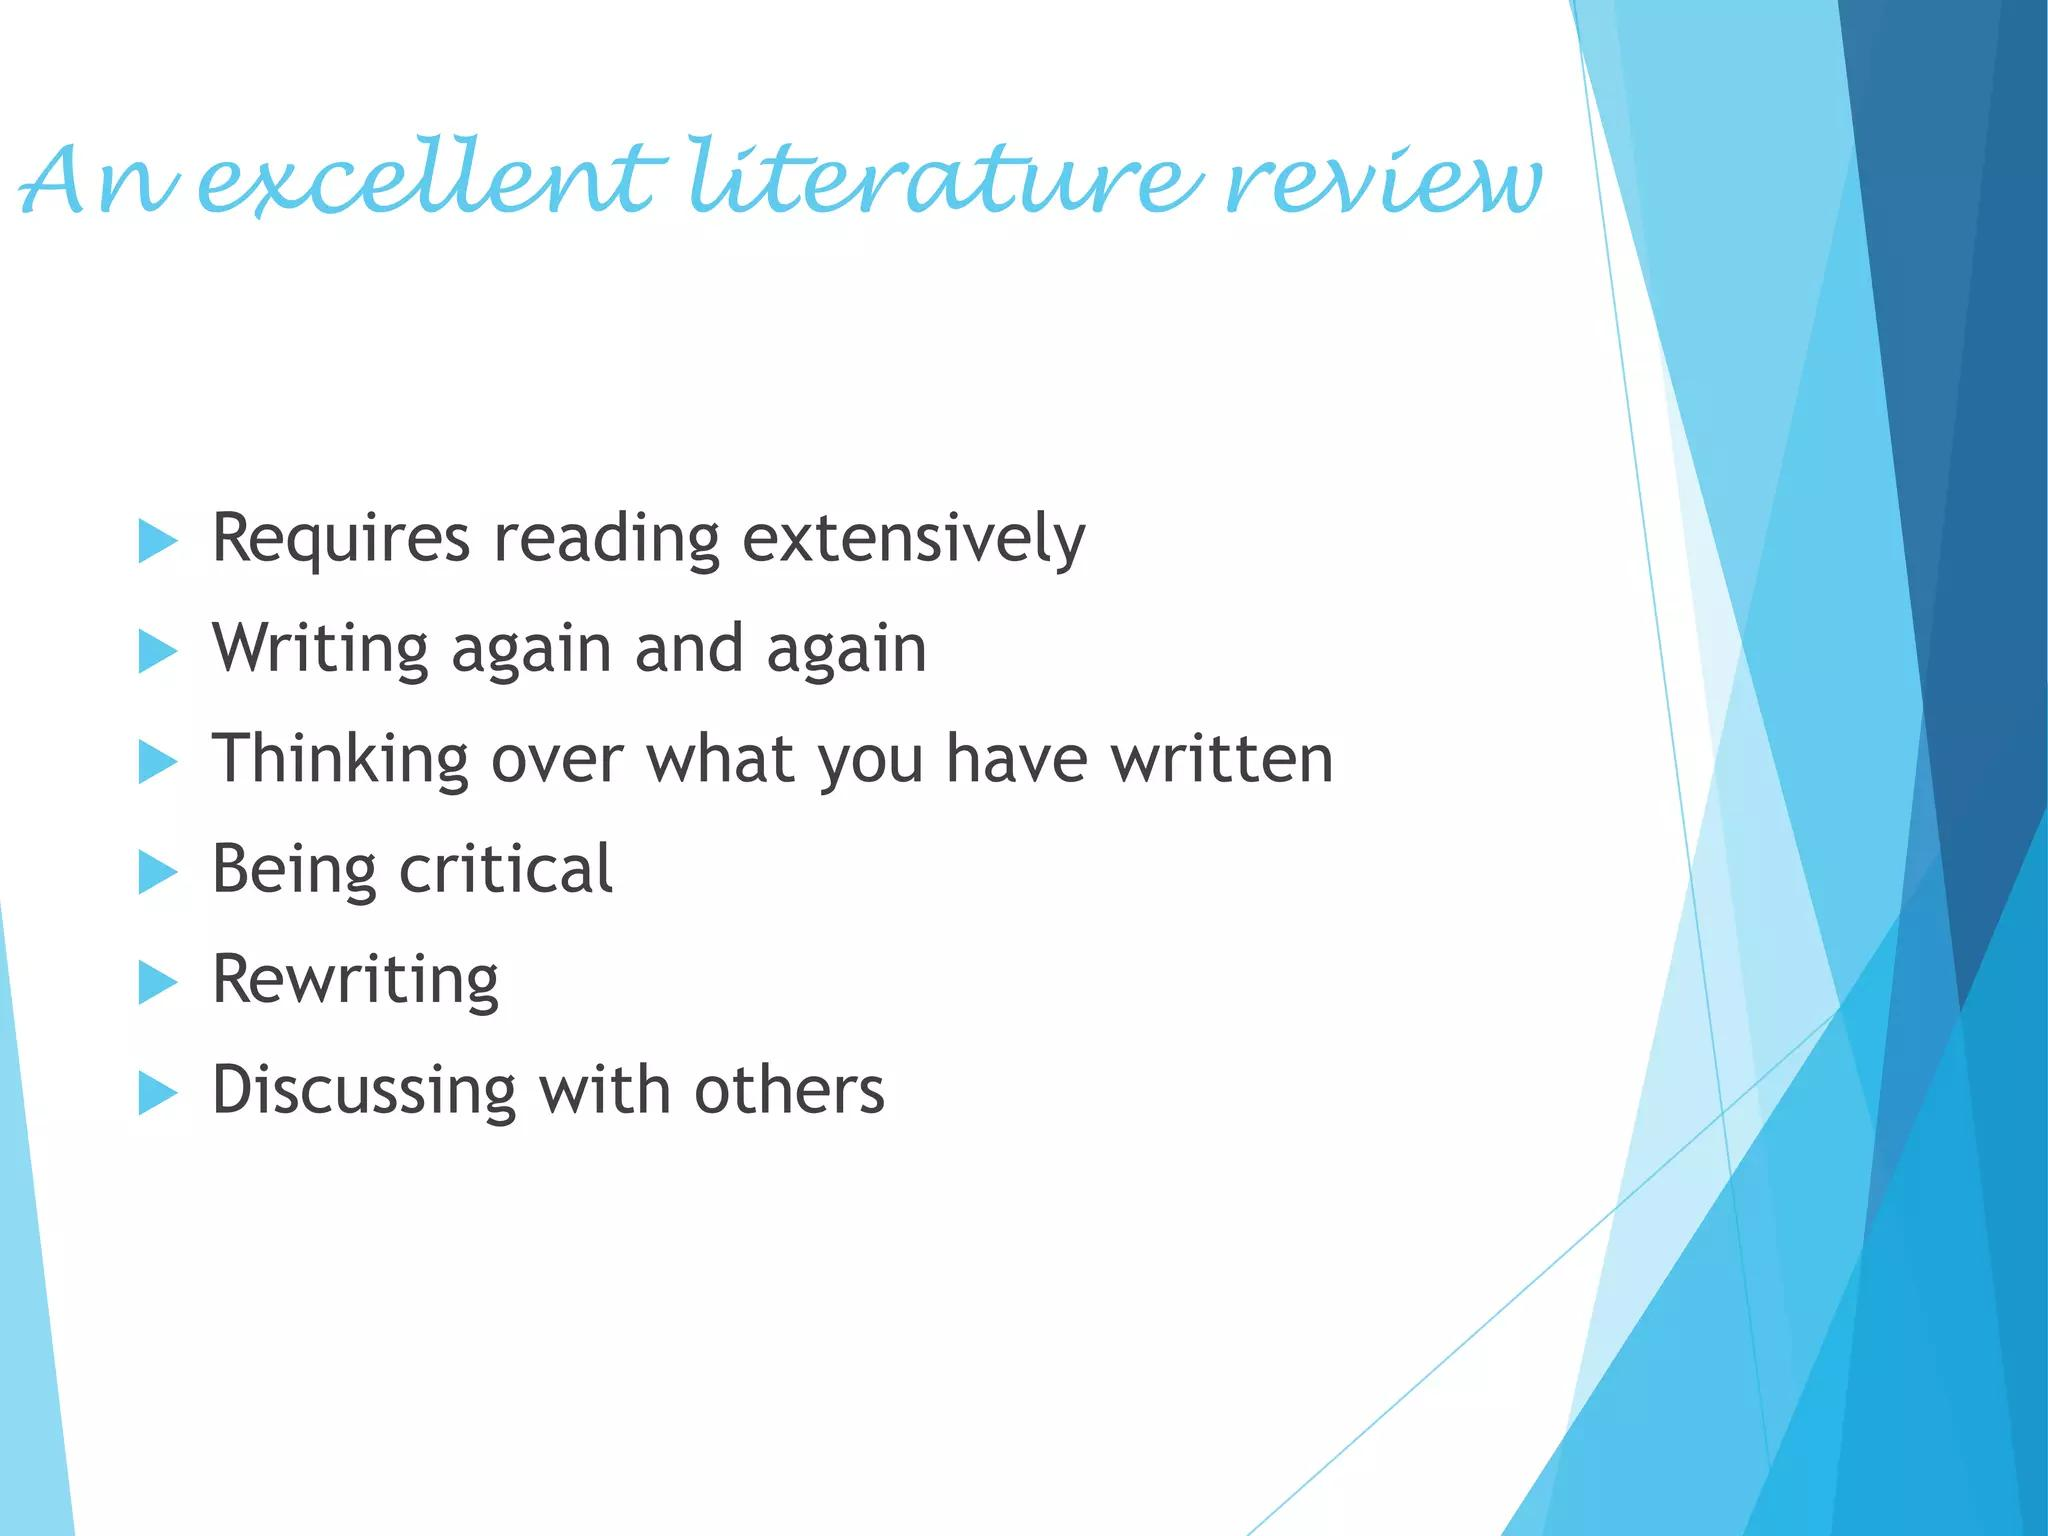 An excellent literature review
Requires reading extensively
Writing again and again
Thinking over what you have written
Being critical
Rewriting
Discussing with others